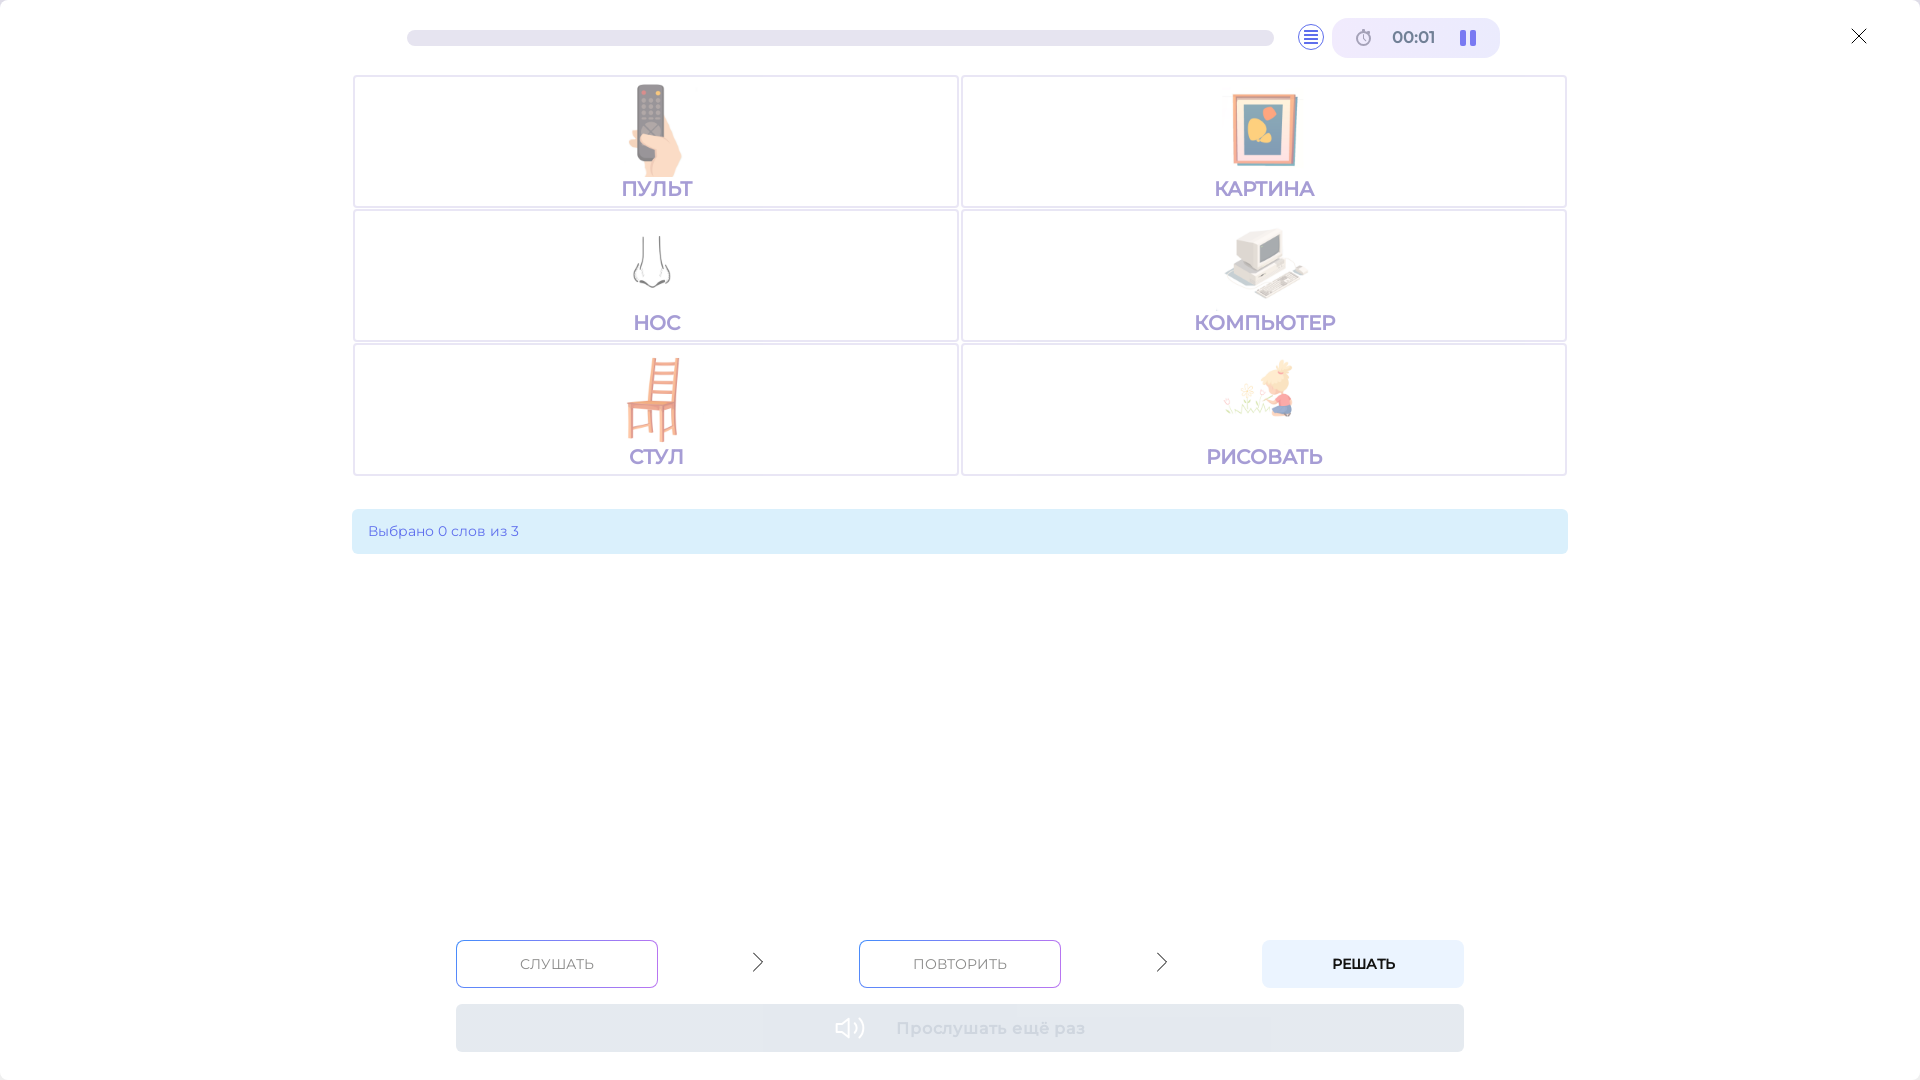 00:01
ПУЛЬТ
КАРТИНА
НОС
КОМПЬЮТЕР
СТУЛ
РИСОВАТЬ
Выбрано 0 слов из 3
СЛУШАТЬ
ПОВТОРИТЬ
РЕШАТЬ
Прослушать ещё раз